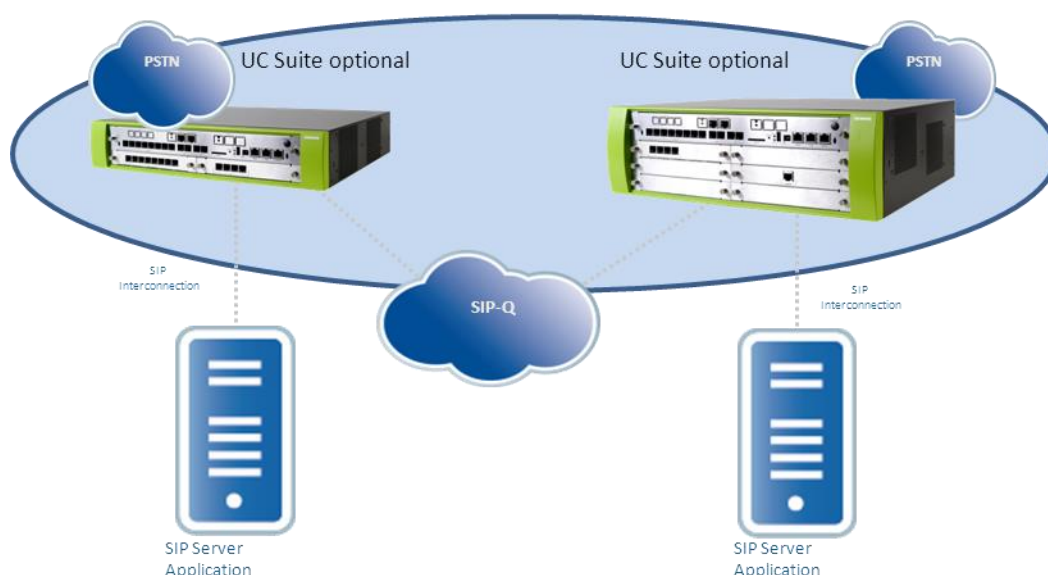 PSTN
UC Suite optional
UC Suite optional
PSTN
SIP
Interconnection
SIP-Q
SIP
Interconnection
SIP Server
Application
SIP Server
Application